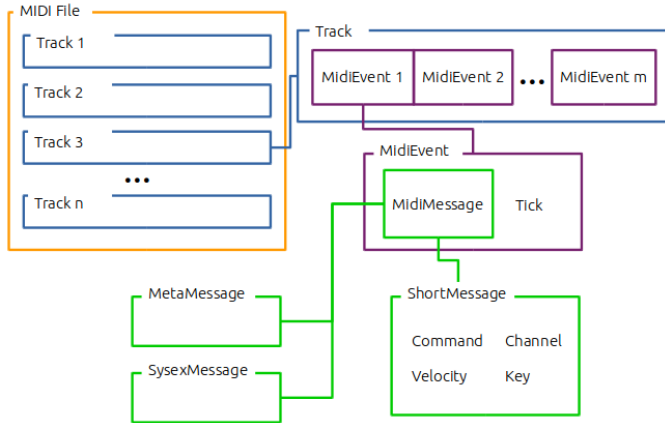 MIDI File
Track 1
Track 2
Track 3
...
Track n
Track
MidiEvent 1 MidiEvent 2 ... MidiEvent m
MidiEvent
MidiMessage Tick
MetaMessage
SysexMessage
ShortMessage
Command Channel
Velocity Key